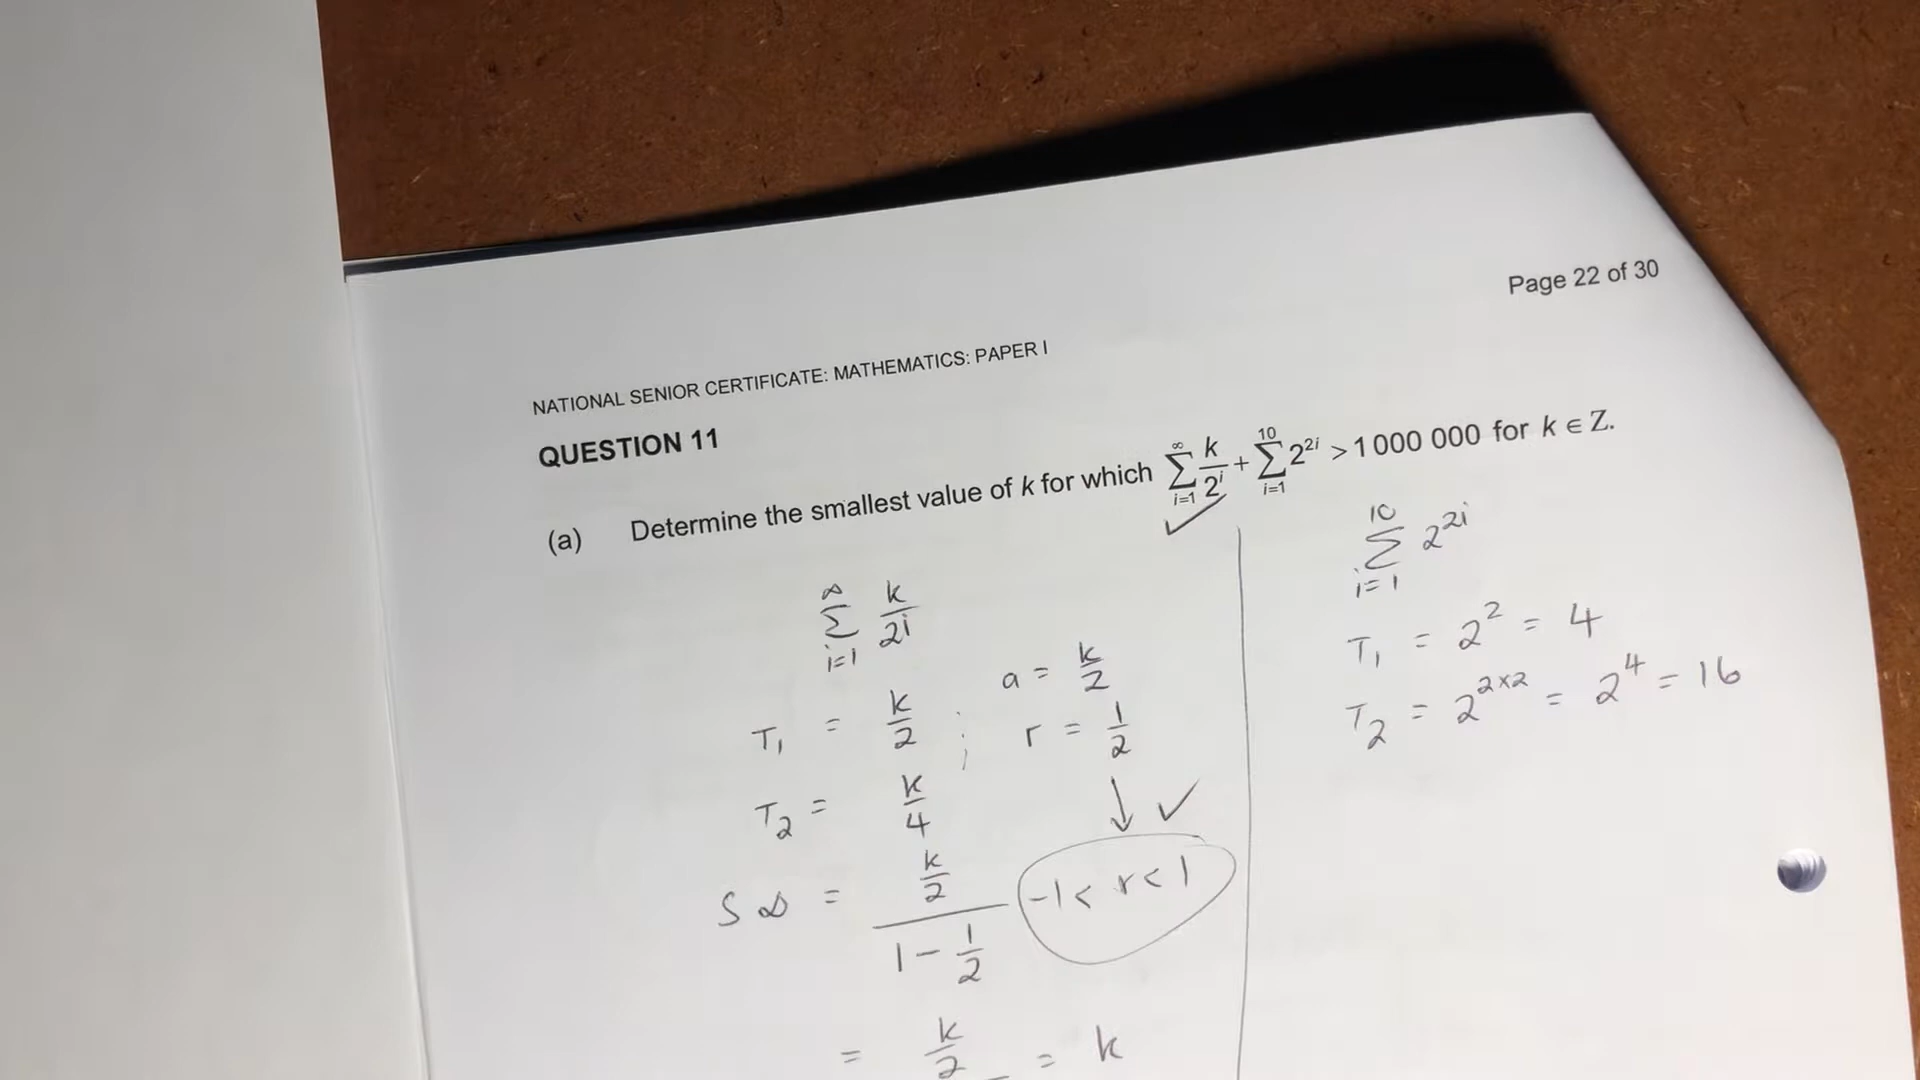 Page 22 of 30
NATIONAL SENIOR CERTIFICATE: MATHEMATICS: PAPER I
QUESTION 11
(a) Determine the smallest value of k for which ∞ Σ i=1 k/2^i + 10 Σ i=1 2^2i > 1 000 000 for k ∈ Z.
∞ Σ i=1 k/2i
T₁ = k/2 ; a = k/2
r = 1/2
T₂ = k/4
↓ ✓
S∞ = (k/2)/(1 - 1/2)
-1 < r < 1
= k/2 = k
10 Σ i=1 2^2i
T₁ = 2² = 4
T₂ = 2^2×2 = 2⁴ = 16